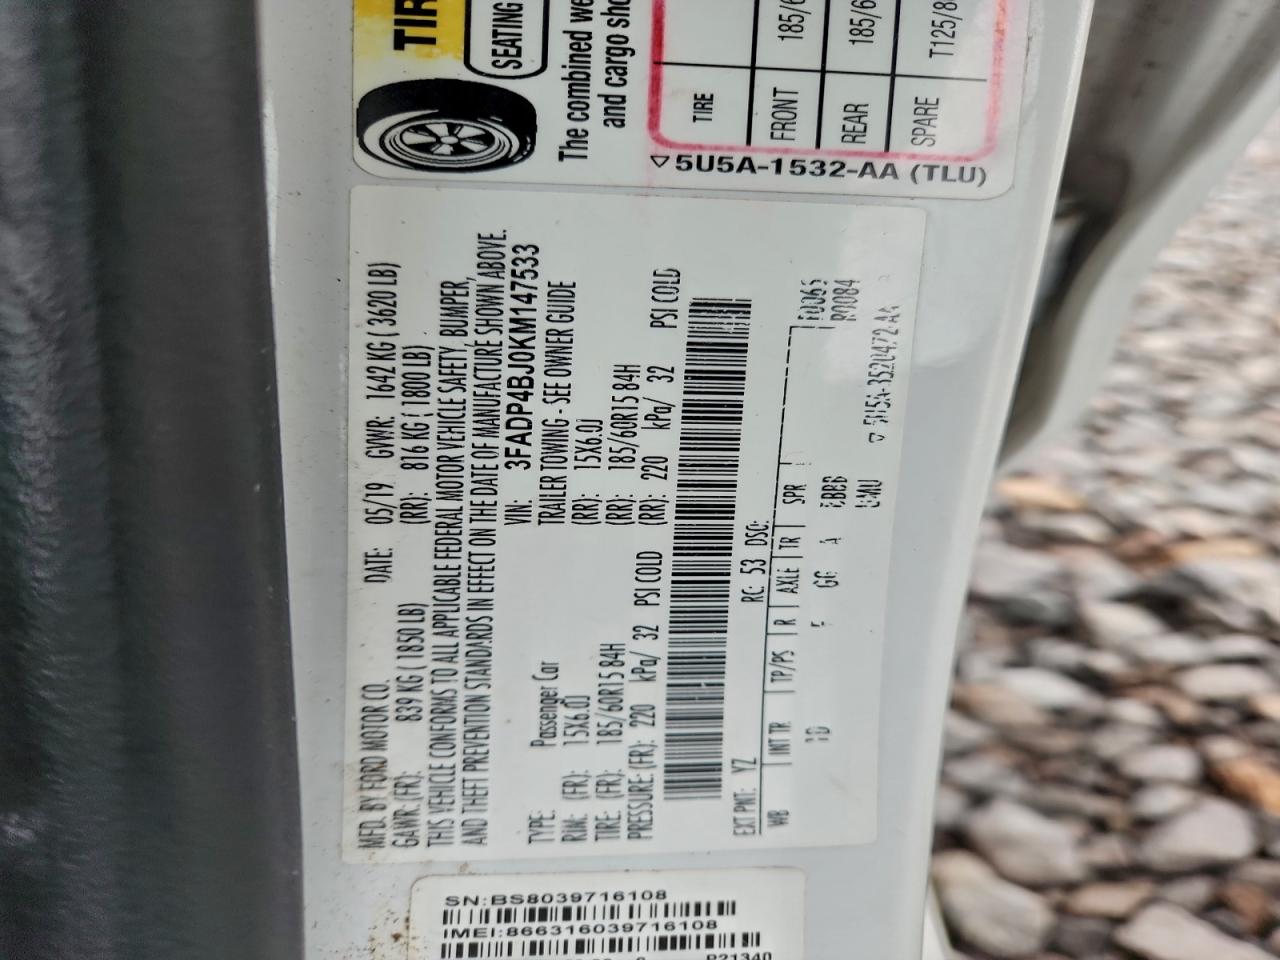 TIR
SEATING
The combined we
and cargo sho
TIRE
FRONT 185/6
REAR 185/6
SPARE T125/8
5U5A-1532-AA (TLU)
MFD. BY FORD MOTOR CO. DATE: 05/19 GVWR: 1642 KG ( 3620 LB)
GAWR: (FR): 839 KG ( 1850 LB) (RR): 816 KG ( 1800 LB)
THIS VEHICLE CONFORMS TO ALL APPLICABLE FEDERAL MOTOR VEHICLE SAFETY, BUMPER,
AND THEFT PREVENTION STANDARDS IN EFFECT ON THE DATE OF MANUFACTURE SHOWN ABOVE.
VIN: 3FADP4BJ0KM147533
TYPE: Passenger Car TRAILER TOWING - SEE OWNER GUIDE
RIM: (FR): 15X6.0J (RR): 15X6.0J
TIRE: (FR): 185/60R15 84H (RR): 185/60R15 84H
PRESSURE: (FR): 220 kPa/ 32 PSI COLD (RR): 220 kPa/ 32 PSI COLD
EXT PNT: YZ RC: 53 DSO:
WB INT TR TP/PS R AXLE TR SPR
F GG A
R0084
SN:BS8039716108
IMEI:866316039716108
P21340